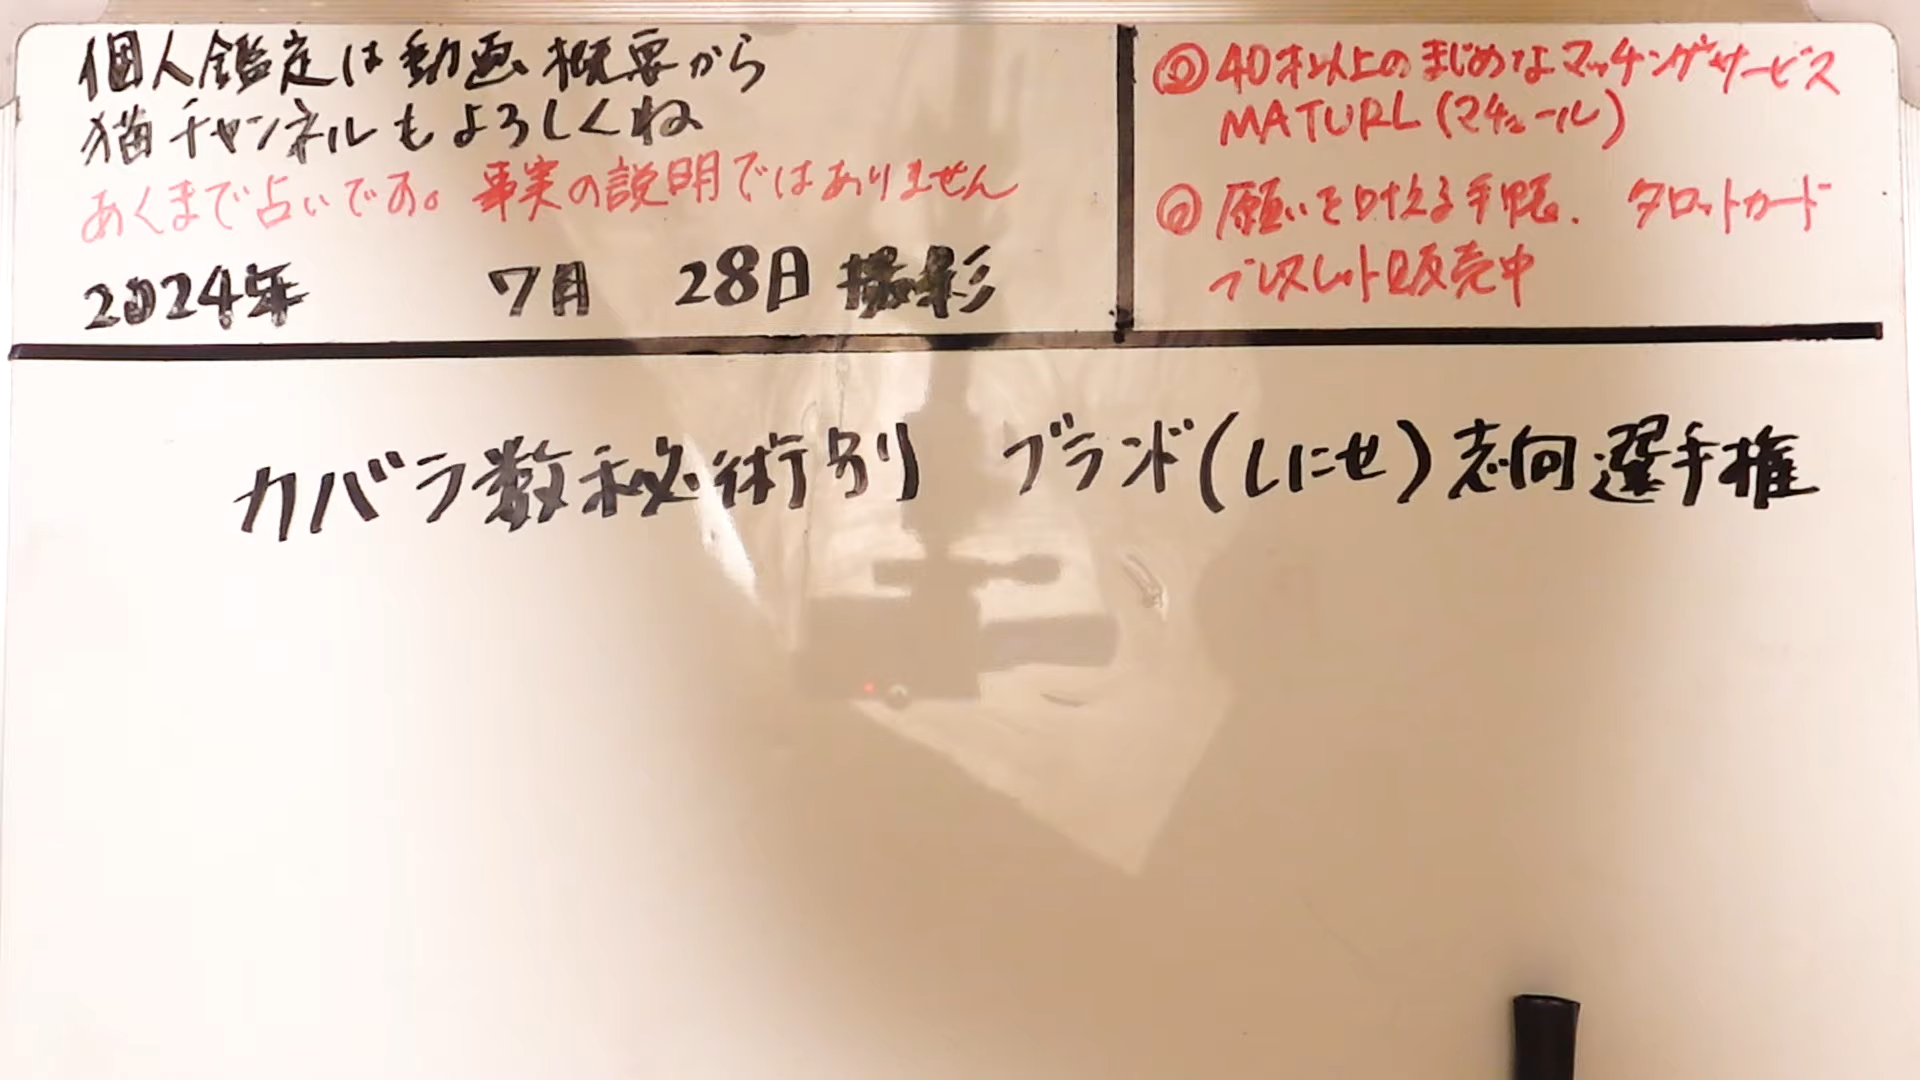 個人鑑定は動画概要から
猫チャンネルもよろしくね
あくまで占いです。事実の説明ではありません
2024年 7月 28日 撮影
◎40才以上のまじめなマッチングサービス
MATURL(マチュール)
◎願いを叶える手帳. タロットカード
ブレスレット販売中
カバラ数秘術別 ブランド(しにせ)志向選手権